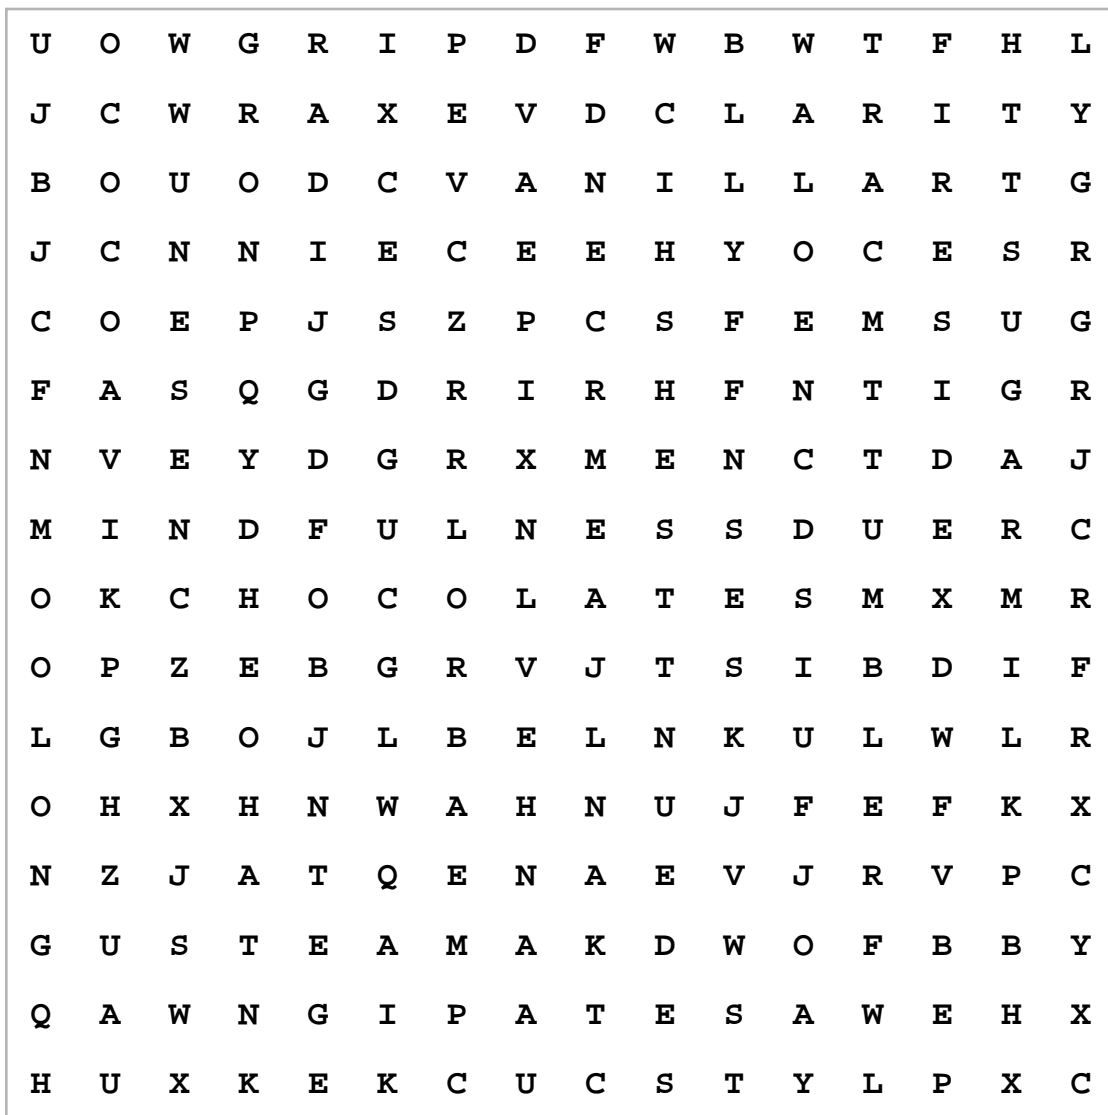 U O W G R I P D F W B W T F H L
J C W R A X E V D C L A R I T Y
B O U O D C V A N I L L A R T G
J C N N I E C E E H Y O C E S R
C O E P J S Z P C S F E M S U G
F A S Q G D R I R H F N T I G R
N V E Y D G R X M E N C T D A J
M I N D F U L N E S S D U E R C
O K C H O C O L A T E S M X M R
O P Z E B G R V J T S I B D I F
L G B O J L B E L N K U L W L R
O H X H N W A H N U J F E F K X
N Z J A T Q E N A E V J R V P C
G U S T E A M A K D W O F B B Y
Q A W N G I P A T E S A W E H X
H U X K E K C U C S T Y L P X C